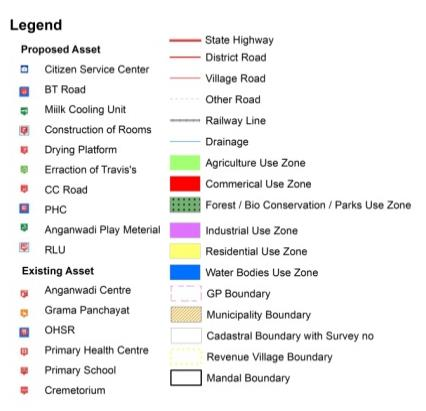 Legend
Proposed Asset
Citizen Service Center
BT Road
Miilk Cooling Unit
Construction of Rooms
Drying Platform
Erraction of Travis's
CC Road
PHC
Anganwadi Play Meterial
RLU
Existing Asset
Anganwadi Centre
Grama Panchayat
OHSR
Primary Health Centre
Primary School
Cremetorium
State Highway
District Road
Village Road
Other Road
Railway Line
Drainage
Agriculture Use Zone
Commerical Use Zone
Forest / Bio Conservation / Parks Use Zone
Industrial Use Zone
Residential Use Zone
Water Bodies Use Zone
GP Boundary
Municipality Boundary
Cadastral Boundary with Survey no
Revenue Village Boundary
Mandal Boundary